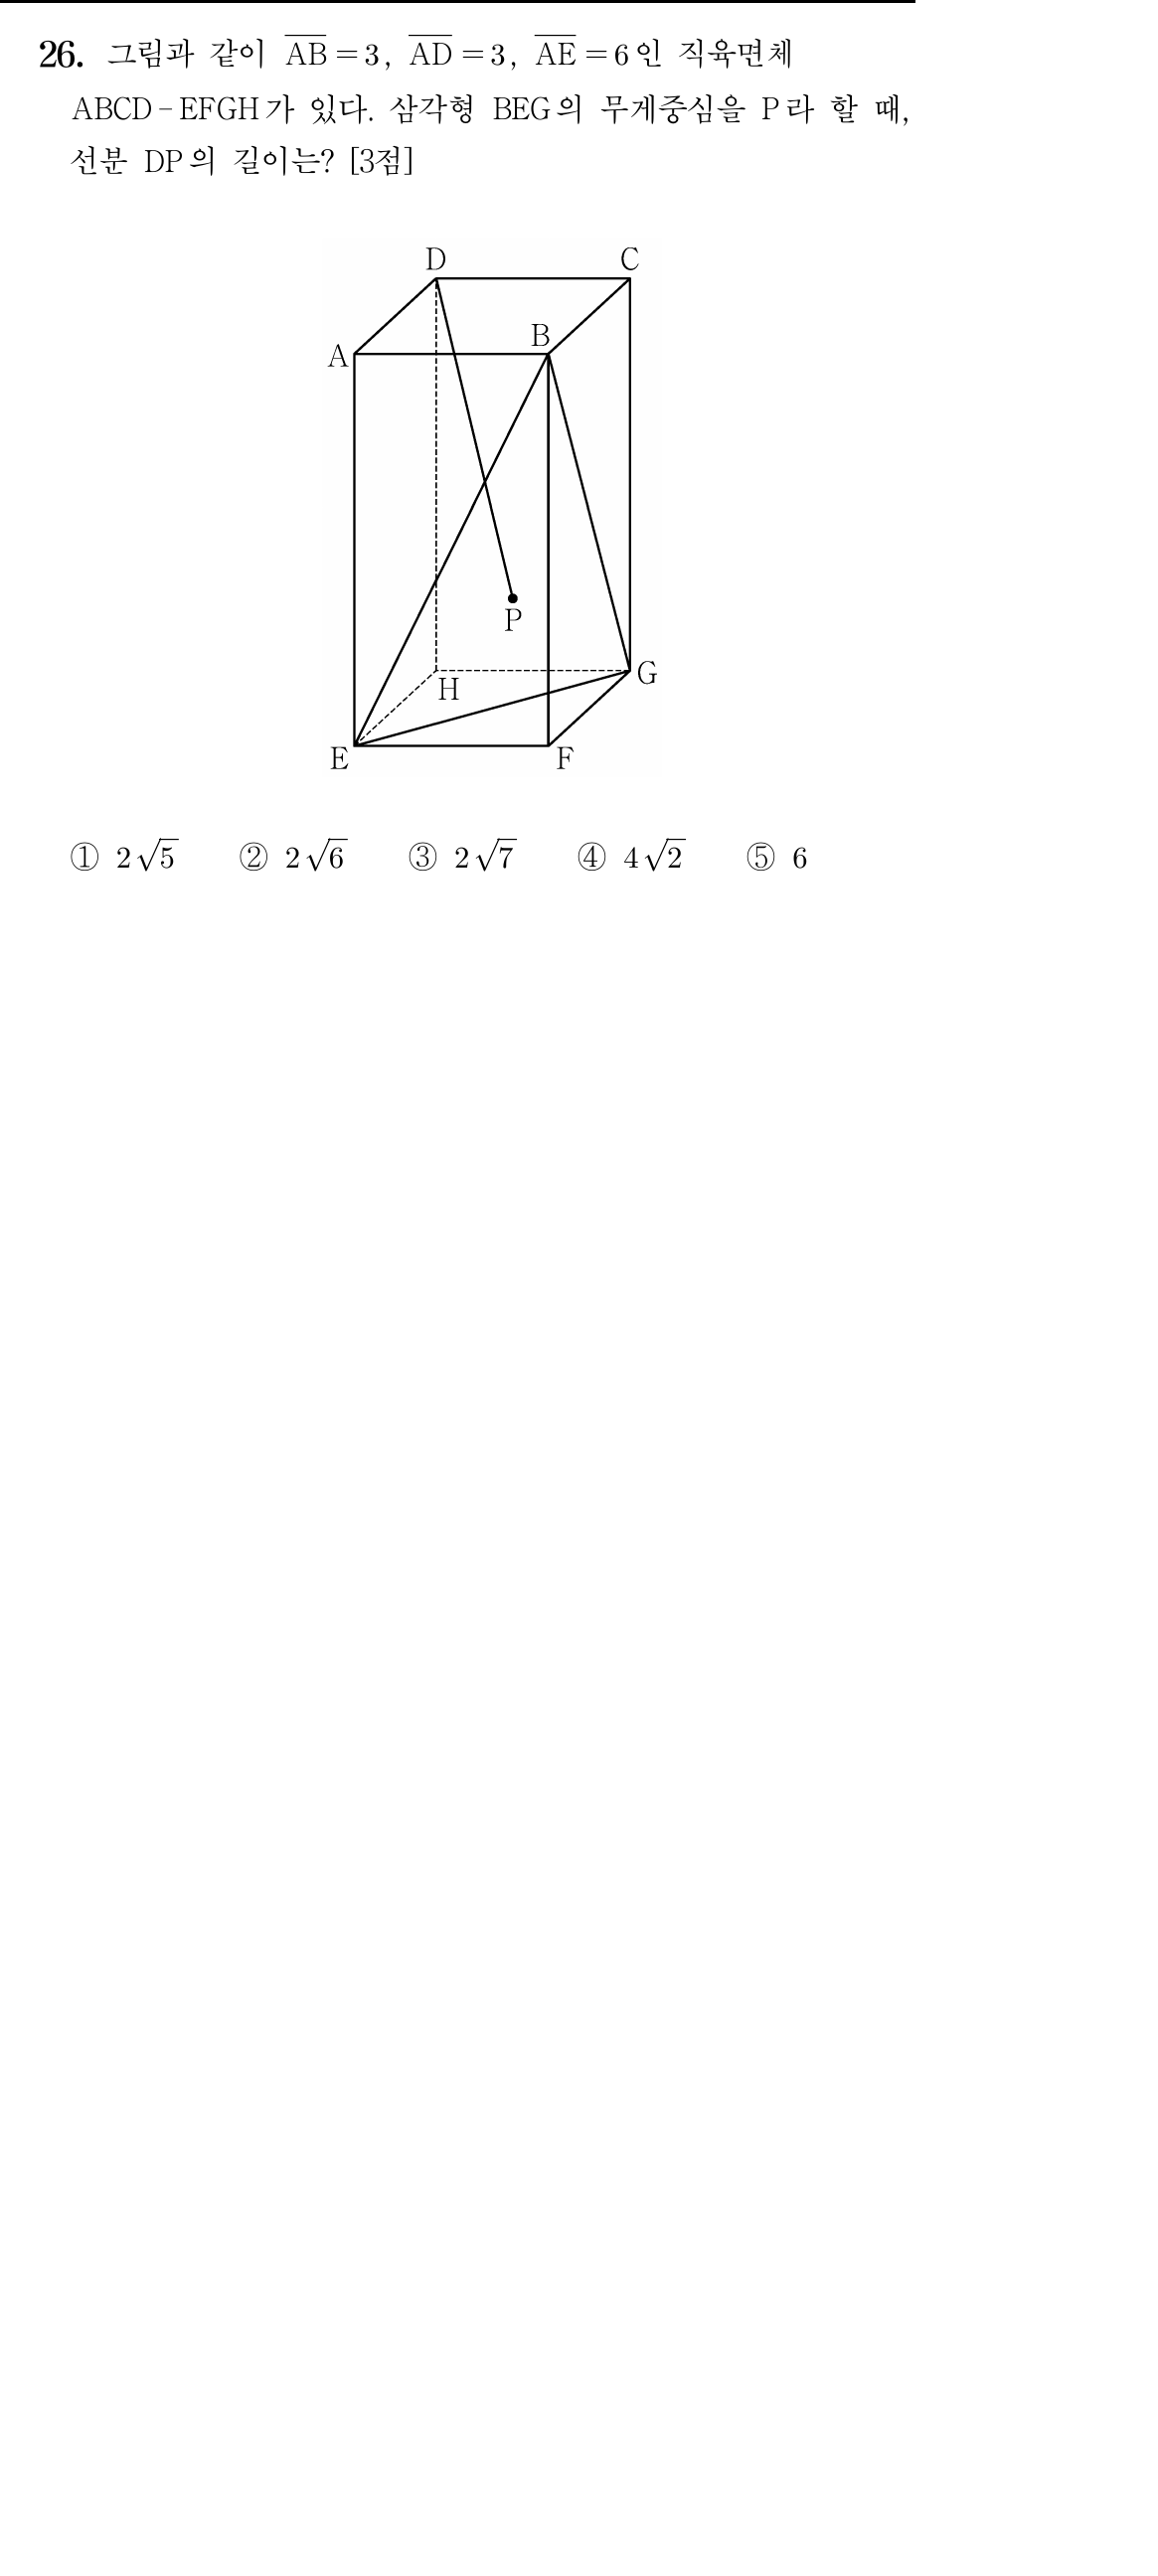 26. 그림과 같이 $\overline{AB}=3$, $\overline{AD}=3$, $\overline{AE}=6$인 직육면체
ABCD-EFGH가 있다. 삼각형 BEG의 무게중심을 P라 할 때,
선분 DP의 길이는? [3점]
D
C
B
A
P
H
G
E
F
① $2\sqrt{5}$ ② $2\sqrt{6}$ ③ $2\sqrt{7}$ ④ $4\sqrt{2}$ ⑤ 6